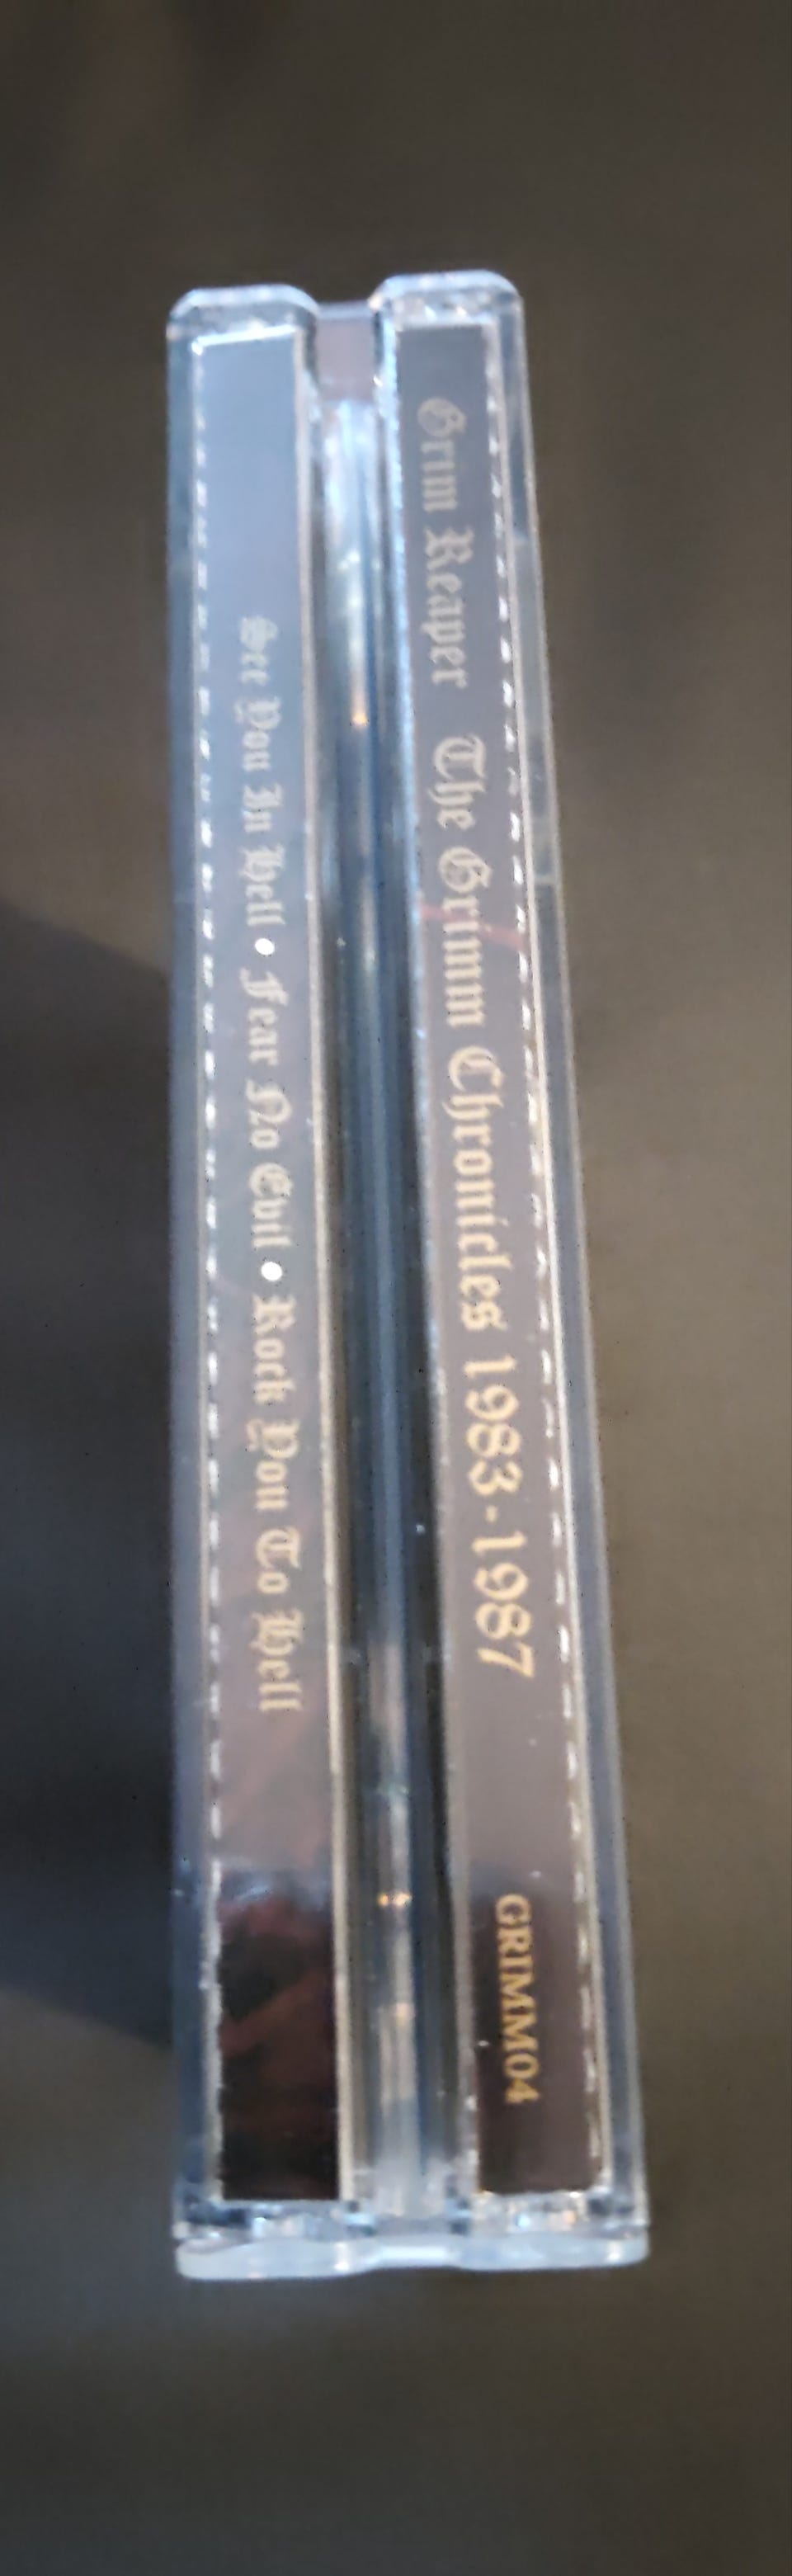 Grim Reaper The Grimm Chronicles 1983-1987 GRIMM04
See You In Hell • Fear No Evil • Rock You To Hell